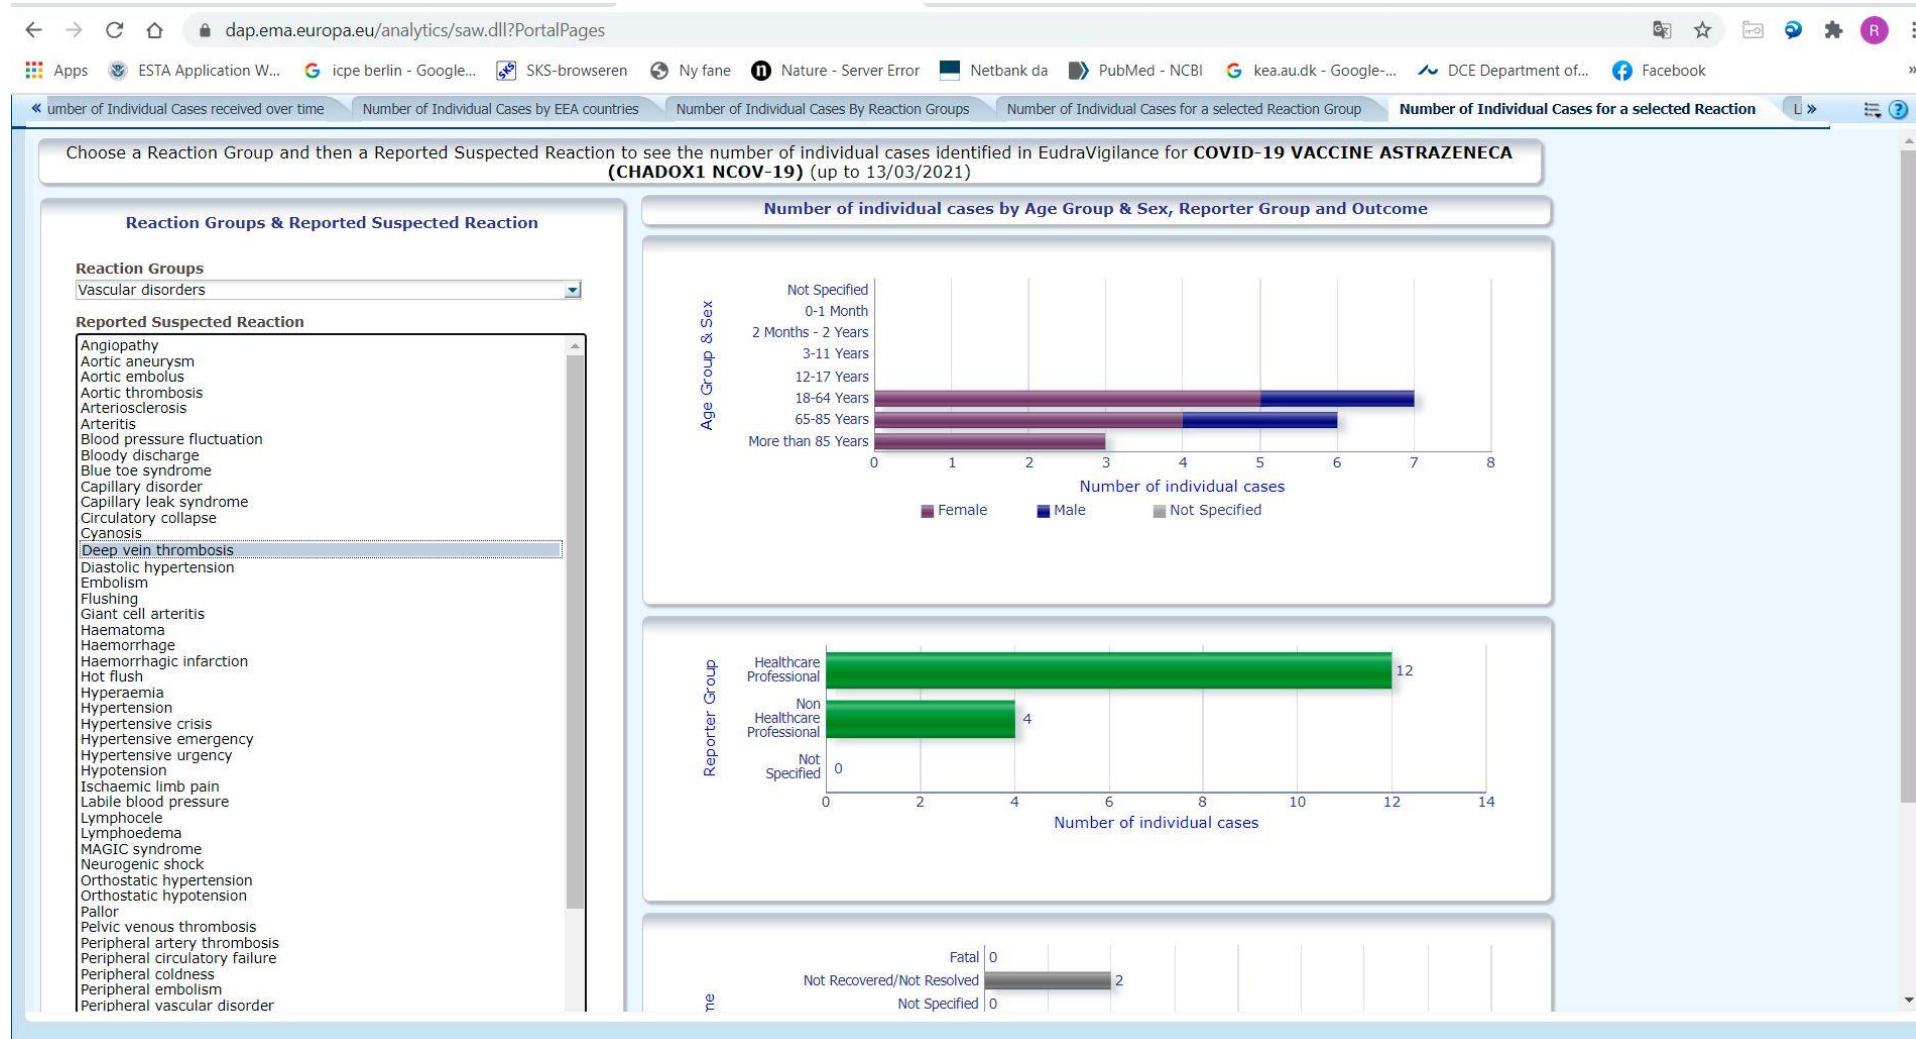 dap.ema.europa.eu/analytics/saw.dll?PortalPages
R
Apps ESTA Application W... icpe berlin - Google... SKS-browseren Ny fane Nature - Server Error Netbank da PubMed - NCBI kea.au.dk - Google-... DCE Department of... Facebook »
« umber of Individual Cases received over time Number of Individual Cases by EEA countries Number of Individual Cases By Reaction Groups Number of Individual Cases for a selected Reaction Group Number of Individual Cases for a selected Reaction Li »
Choose a Reaction Group and then a Reported Suspected Reaction to see the number of individual cases identified in EudraVigilance for COVID-19 VACCINE ASTRAZENECA
(CHADOX1 NCOV-19) (up to 13/03/2021)
Reaction Groups & Reported Suspected Reaction
Reaction Groups
Vascular disorders
Reported Suspected Reaction
Angiopathy
Aortic aneurysm
Aortic embolus
Aortic thrombosis
Arteriosclerosis
Arteritis
Blood pressure fluctuation
Bloody discharge
Blue toe syndrome
Capillary disorder
Capillary leak syndrome
Circulatory collapse
Cyanosis
Deep vein thrombosis
Diastolic hypertension
Embolism
Flushing
Giant cell arteritis
Haematoma
Haemorrhage
Haemorrhagic infarction
Hot flush
Hyperaemia
Hypertension
Hypertensive crisis
Hypertensive emergency
Hypertensive urgency
Hypotension
Ischaemic limb pain
Labile blood pressure
Lymphocele
Lymphoedema
MAGIC syndrome
Neurogenic shock
Orthostatic hypertension
Orthostatic hypotension
Pallor
Pelvic venous thrombosis
Peripheral artery thrombosis
Peripheral circulatory failure
Peripheral coldness
Peripheral embolism
Peripheral vascular disorder
Number of individual cases by Age Group & Sex, Reporter Group and Outcome
Age Group & Sex
Not Specified
0-1 Month
2 Months - 2 Years
3-11 Years
12-17 Years
18-64 Years
65-85 Years
More than 85 Years
0 1 2 3 4 5 6 7 8
Number of individual cases
Female Male Not Specified
Reporter Group
Healthcare
Professional
12
Non
Healthcare
Professional
4
Not
Specified
0
0 2 4 6 8 10 12 14
Number of individual cases
Fatal 0
Not Recovered/Not Resolved 2
Not Specified 0
me